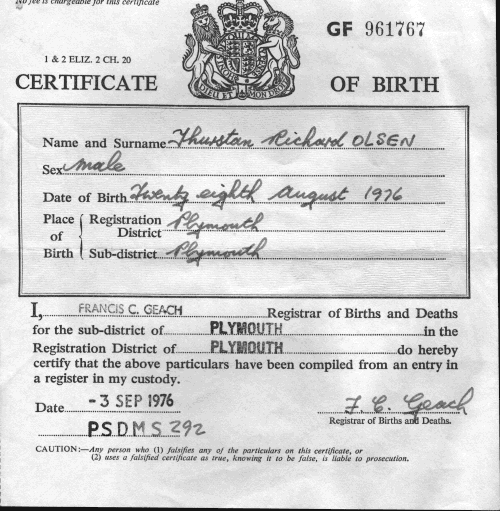 No fee is chargeable for this certificate
GF 961767
1 & 2 ELIZ. 2 CH. 20
DIEU ET MON DROIT
CERTIFICATE OF BIRTH
Name and Surname Thurstan Richard OLSEN
Sex Male
Date of Birth Twenty eighth August 1976
Place of Birth { Registration District Plymouth
Sub-district Plymouth
I, FRANCIS C. GEACH Registrar of Births and Deaths
for the sub-district of PLYMOUTH in the
Registration District of PLYMOUTH do hereby
certify that the above particulars have been compiled from an entry in
a register in my custody.
Date - 3 SEP 1976 F. C. Geach
Registrar of Births and Deaths.
PSDMS 292
CAUTION:—Any person who (1) falsifies any of the particulars on this certificate, or
(2) uses a falsified certificate as true, knowing it to be false, is liable to prosecution.